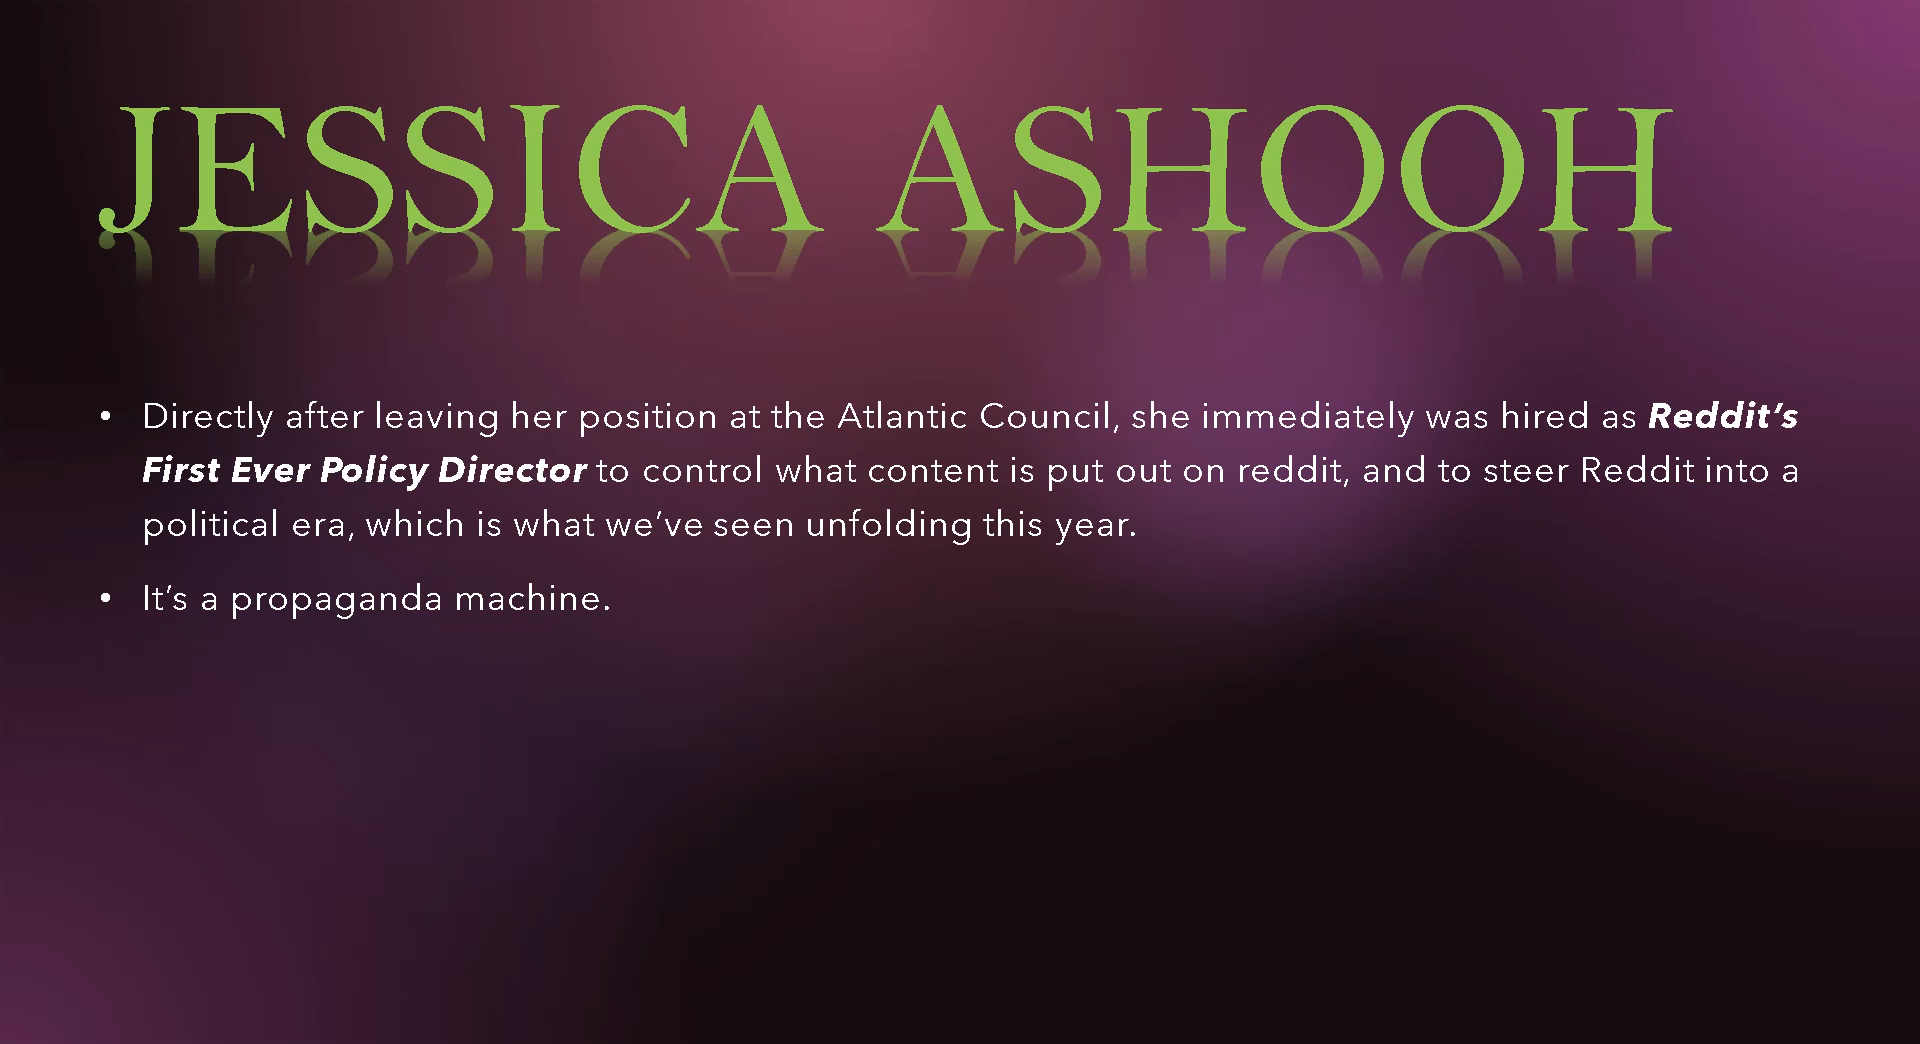 JESSICA ASHOOH
• Directly after leaving her position at the Atlantic Council, she immediately was hired as Reddit’s
First Ever Policy Director to control what content is put out on reddit, and to steer Reddit into a
political era, which is what we’ve seen unfolding this year.
• It’s a propaganda machine.